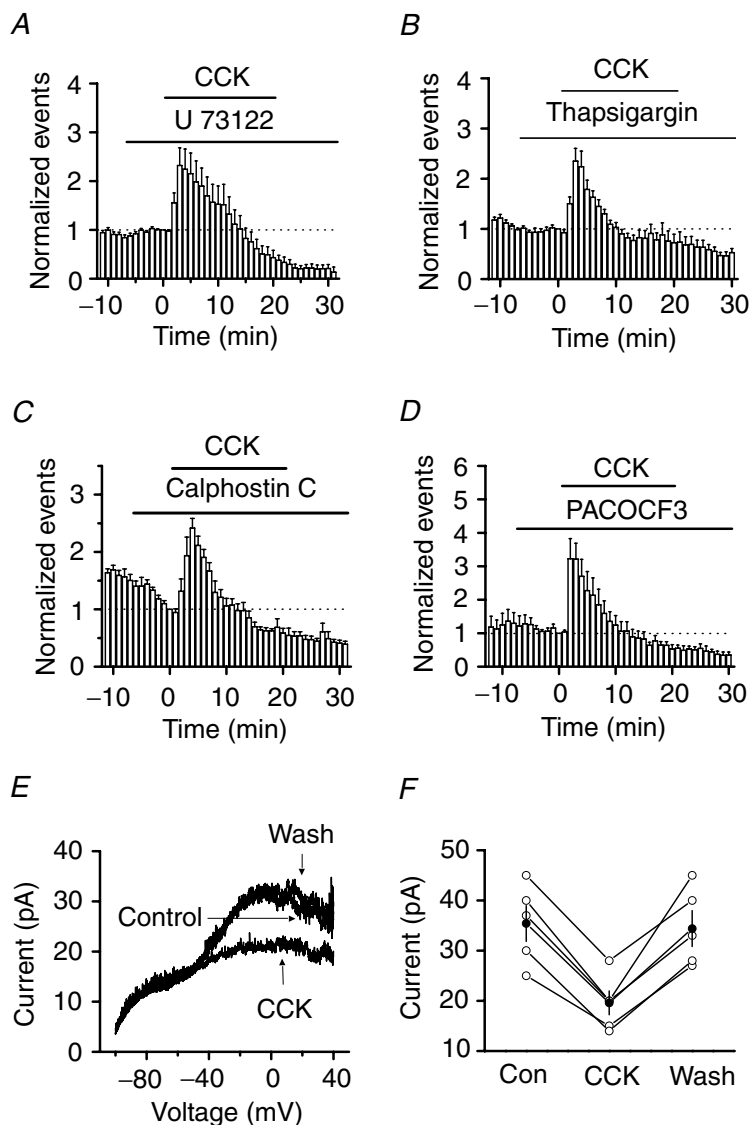 A
CCK
U 73122
Normalized events
4
3
2
1
0
−10 0 10 20 30
Time (min)
B
CCK
Thapsigargin
Normalized events
4
3
2
1
0
−10 0 10 20 30
Time (min)
C
CCK
Calphostin C
Normalized events
3
2
1
0
−10 0 10 20 30
Time (min)
D
CCK
PACOCF3
Normalized events
6
5
4
3
2
1
0
−10 0 10 20 30
Time (min)
E
Wash
Control
CCK
Current (pA)
40
30
20
10
0
−80 −40 0 40
Voltage (mV)
F
Current (pA)
50
40
30
20
10
Con CCK Wash